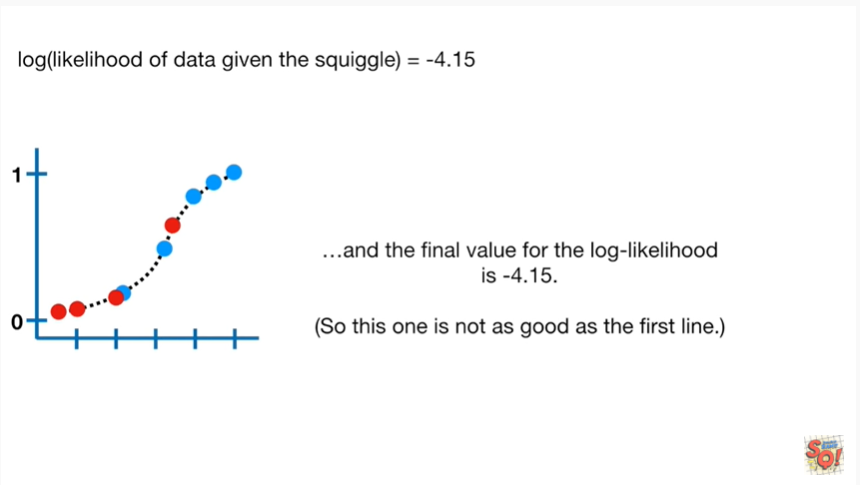 log(likelihood of data given the squiggle) = -4.15
1
0
…and the final value for the log-likelihood
is -4.15.
(So this one is not as good as the first line.)
SQ!